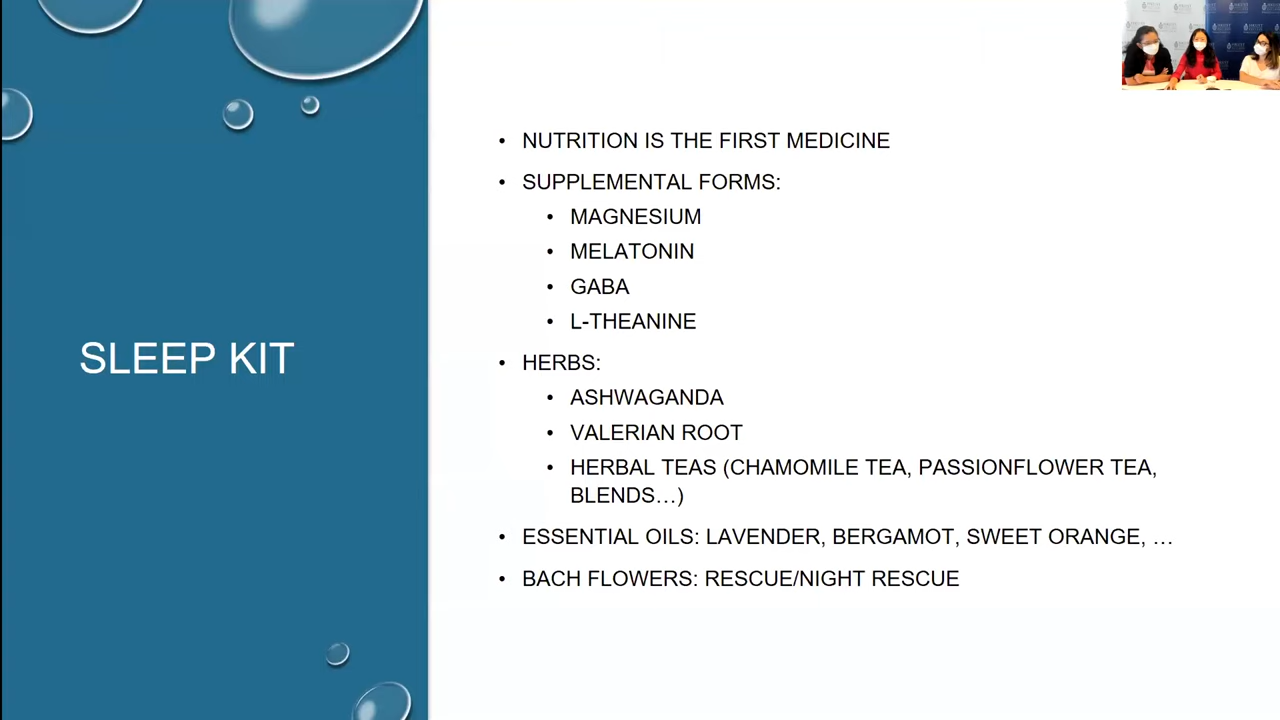 SLEEP KIT
• NUTRITION IS THE FIRST MEDICINE
• SUPPLEMENTAL FORMS:
• MAGNESIUM
• MELATONIN
• GABA
• L-THEANINE
• HERBS:
• ASHWAGANDA
• VALERIAN ROOT
• HERBAL TEAS (CHAMOMILE TEA, PASSIONFLOWER TEA,
BLENDS…)
• ESSENTIAL OILS: LAVENDER, BERGAMOT, SWEET ORANGE, …
• BACH FLOWERS: RESCUE/NIGHT RESCUE